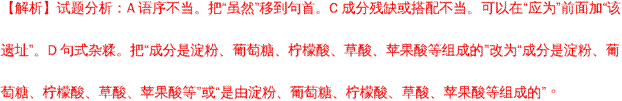 【解析】试题分析：A 语序不当。把“虽然”移到句首。C 成分残缺或搭配不当。可以在“应为”前面加“该
遗址”。D 句式杂糅。把“成分是淀粉、葡萄糖、柠檬酸、草酸、苹果酸等组成的”改为“成分是淀粉、葡
萄糖、柠檬酸、草酸、苹果酸等”或“是由淀粉、葡萄糖、柠檬酸、草酸、苹果酸等组成的”。